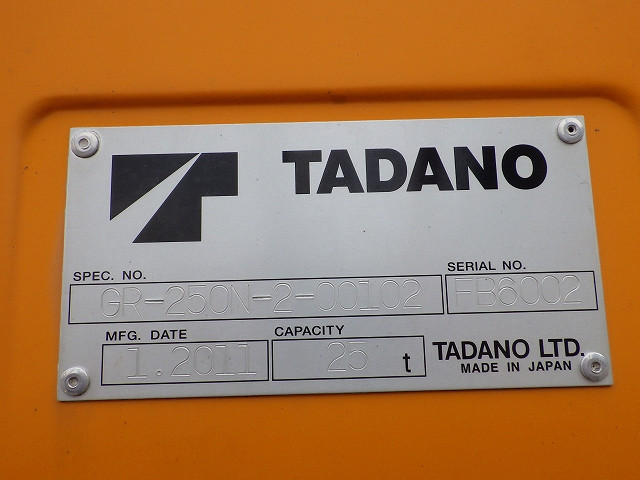 TADANO
SPEC. NO.
GR-250N-2-00102
SERIAL NO.
FB6002
MFG. DATE
1.2011
CAPACITY
25 t
TADANO LTD.
MADE IN JAPAN